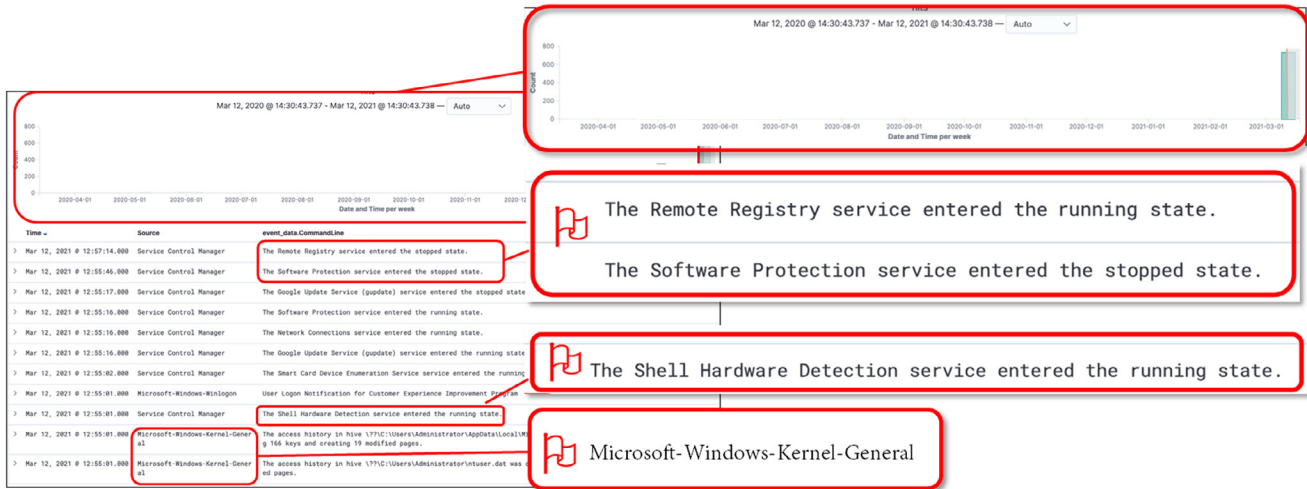 Mar 12, 2020 @ 14:30:43.737 - Mar 12, 2021 @ 14:30:43.738 — Auto
800
600
400
200
0
Count
2020-04-01 2020-05-01 2020-06-01 2020-07-01 2020-08-01 2020-09-01 2020-10-01 2020-11-01 2020-12-01 2021-01-01 2021-02-01 2021-03-01
Date and Time per week
Mar 12, 2020 @ 14:30:43.737 - Mar 12, 2021 @ 14:30:43.738 — Auto
800
600
400
200
0
Count
2020-04-01 2020-05-01 2020-06-01 2020-07-01 2020-08-01 2020-09-01 2020-10-01 2020-11-01 2020-12
Date and Time per week
Time Source event_data.CommandLine
Mar 12, 2021 @ 12:57:14.000 Service Control Manager The Remote Registry service entered the stopped state.
Mar 12, 2021 @ 12:55:46.000 Service Control Manager The Software Protection service entered the stopped state.
Mar 12, 2021 @ 12:55:17.000 Service Control Manager The Google Update Service (gupdate) service entered the stopped state
Mar 12, 2021 @ 12:55:16.000 Service Control Manager The Software Protection service entered the running state.
Mar 12, 2021 @ 12:55:16.000 Service Control Manager The Network Connections service entered the running state.
Mar 12, 2021 @ 12:55:16.000 Service Control Manager The Google Update Service (gupdate) service entered the running state
Mar 12, 2021 @ 12:55:02.000 Service Control Manager The Smart Card Device Enumeration Service service entered the running
Mar 12, 2021 @ 12:55:01.000 Microsoft-Windows-Winlogon User Logon Notification for Customer Experience Improvement Program
Mar 12, 2021 @ 12:55:01.000 Service Control Manager The Shell Hardware Detection service entered the running state.
Mar 12, 2021 @ 12:55:01.000 Microsoft-Windows-Kernel-Gener The access history in hive \??\C:\Users\Administrator\AppData\Local\Mi
al g 166 keys and creating 19 modified pages.
Mar 12, 2021 @ 12:55:01.000 Microsoft-Windows-Kernel-Gener The access history in hive \??\C:\Users\Administrator\ntuser.dat was
al ed pages.
The Remote Registry service entered the running state.
The Software Protection service entered the stopped state.
The Shell Hardware Detection service entered the running state.
Microsoft-Windows-Kernel-General